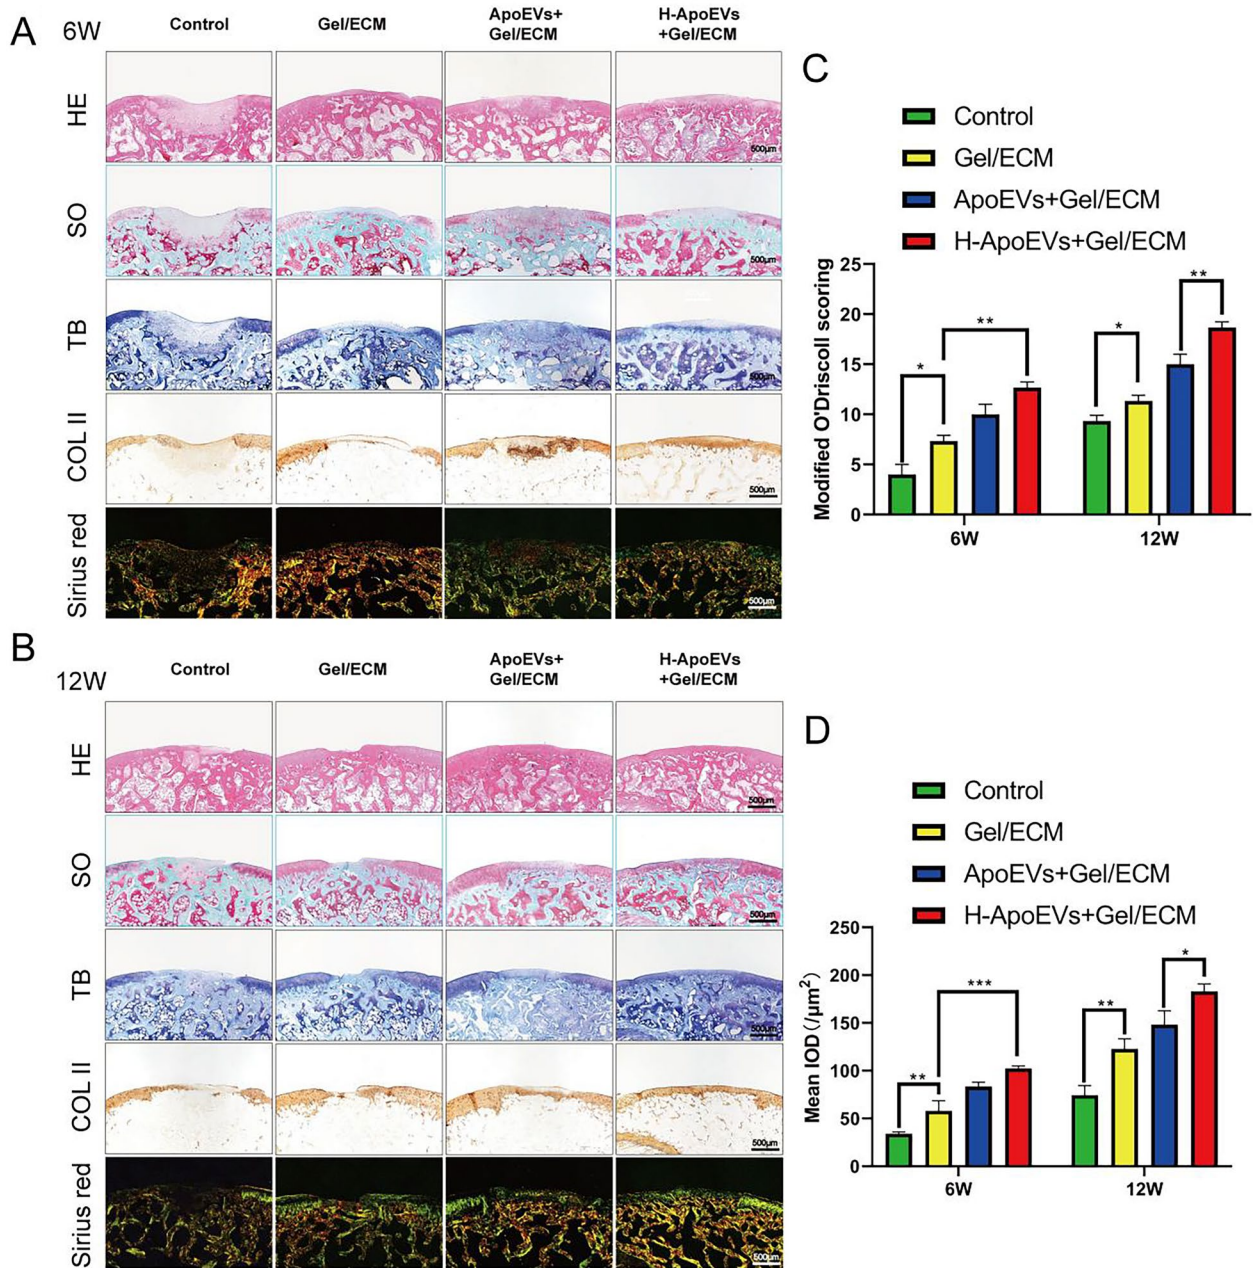 A
6W
Control
Gel/ECM
ApoEVs+
Gel/ECM
H-ApoEVs
+Gel/ECM
HE
500μm
SO
500μm
TB
500μm
COL II
500μm
Sirius red
500μm
B
12W
Control
Gel/ECM
ApoEVs+
Gel/ECM
H-ApoEVs
+Gel/ECM
HE
500μm
SO
500μm
TB
500μm
COL II
500μm
Sirius red
500μm
C
Control
Gel/ECM
ApoEVs+Gel/ECM
H-ApoEVs+Gel/ECM
Modified O'Driscoll scoring
25
20
15
10
5
0
*
**
*
**
6W
12W
D
Control
Gel/ECM
ApoEVs+Gel/ECM
H-ApoEVs+Gel/ECM
Mean IOD (/μm²)
250
200
150
100
50
0
**
***
**
*
6W
12W